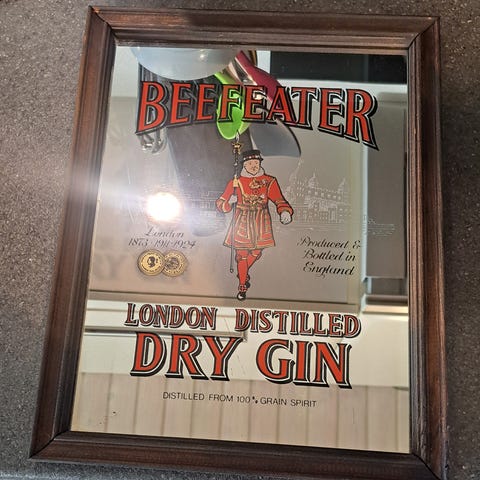 BEEFEATER
London
1873 · 1911 · 1924
Produced &
Bottled in
England
LONDON DISTILLED
DRY GIN
DISTILLED FROM 100% GRAIN SPIRIT